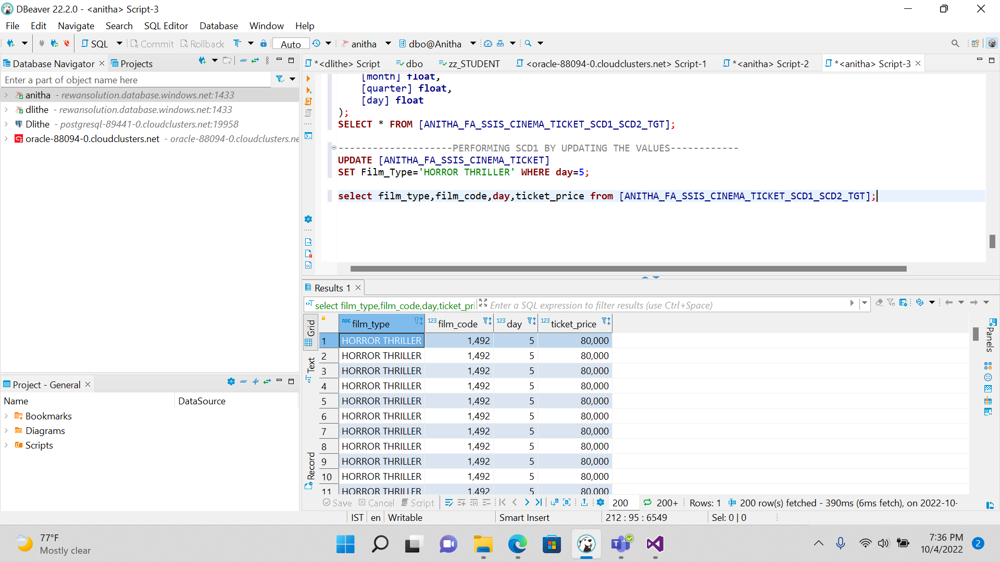 DBeaver 22.2.0 - <anitha> Script-3
File Edit Navigate Search SQL Editor Database Window Help
SQL Commit Rollback Auto anitha dbo@Anitha
Database Navigator Projects
Enter a part of object name here
anitha - rewansolution.database.windows.net:1433
dlithe - rewansolution.database.windows.net:1433
Dlithe - postgresql-89441-0.cloudclusters.net:19958
oracle-88094-0.cloudclusters.net - oracle-88094-0.cloudclusters.ne
Project - General
Name DataSource
Bookmarks
Diagrams
Scripts
*<dlithe> Script dbo zz_STUDENT <oracle-88094-0.cloudclusters.net> Script-1 *<anitha> Script-2 *<anitha> Script-3
[month] float,
[quarter] float,
[day] float
);
SELECT * FROM [ANITHA_FA_SSIS_CINEMA_TICKET_SCD1_SCD2_TGT];
--------------------PERFORMING SCD1 BY UPDATING THE VALUES------------
UPDATE [ANITHA_FA_SSIS_CINEMA_TICKET]
SET Film_Type='HORROR THRILLER' WHERE day=5;
select film_type,film_code,day,ticket_price from [ANITHA_FA_SSIS_CINEMA_TICKET_SCD1_SCD2_TGT];
Results 1
select film_type,film_code,day,ticket_pri Enter a SQL expression to filter results (use Ctrl+Space)
Grid
Text
Record
Panels
ABC film_type 123 film_code 123 day 123 ticket_price
1 HORROR THRILLER 1,492 5 80,000
2 HORROR THRILLER 1,492 5 80,000
3 HORROR THRILLER 1,492 5 80,000
4 HORROR THRILLER 1,492 5 80,000
5 HORROR THRILLER 1,492 5 80,000
6 HORROR THRILLER 1,492 5 80,000
7 HORROR THRILLER 1,492 5 80,000
8 HORROR THRILLER 1,492 5 80,000
9 HORROR THRILLER 1,492 5 80,000
10 HORROR THRILLER 1,492 5 80,000
11 HORROR THRILLER 1,492 5 80,000
Save Cancel Script 200 200+ Rows: 1 200 row(s) fetched - 390ms (6ms fetch), on 2022-10-
IST en Writable Smart Insert 212 : 95 : 6549 Sel: 0 | 0
77°F
Mostly clear
7:36 PM
10/4/2022
2